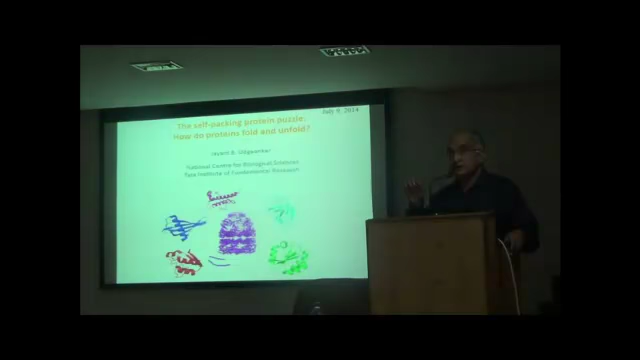 July 9, 2014
The self-packing protein puzzle:
How do proteins fold and unfold?
Jayant B. Udgaonkar
National Centre for Biological Sciences
Tata Institute of Fundamental Research